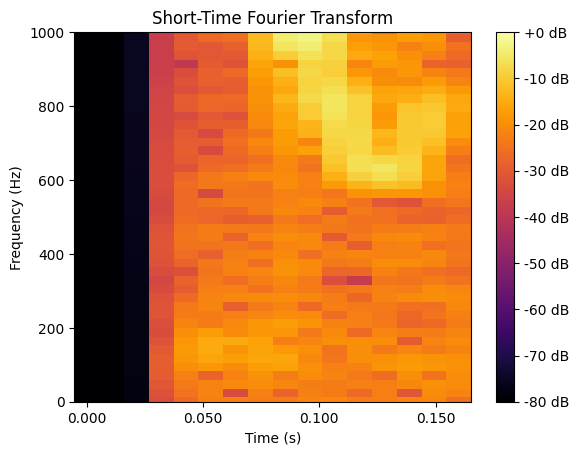 Short-Time Fourier Transform
1000
800
600
400
200
0
Frequency (Hz)
0.000
0.050
0.100
0.150
Time (s)
+0 dB
-10 dB
-20 dB
-30 dB
-40 dB
-50 dB
-60 dB
-70 dB
-80 dB